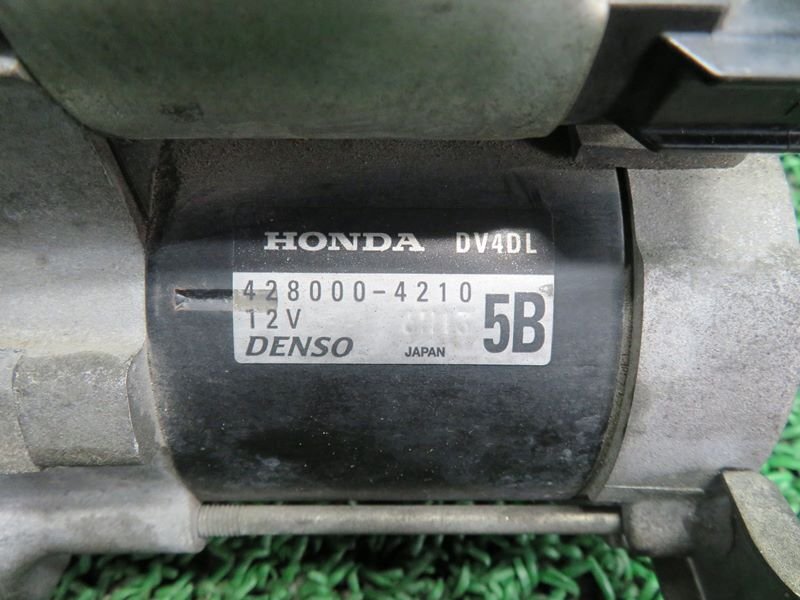 HONDA DV4DL
428000-4210
12V
5B
DENSO JAPAN